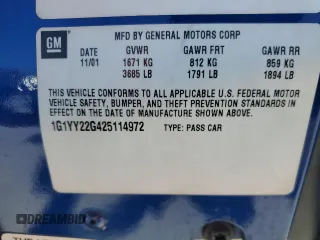 GM
MFD BY GENERAL MOTORS CORP
DATE GVWR GAWR FRT GAWR RR
11/01 1671 KG 812 KG 859 KG
3685 LB 1791 LB 1894 LB
THIS VEHICLE CONFORMS TO ALL APPLICABLE U.S. FEDERAL MOTOR
VEHICLE SAFETY, BUMPER, AND THEFT PREVENTION STANDARDS IN
EFFECT ON THE DATE OF MANUFACTURE SHOWN ABOVE.
1G1YY22G425114972 TYPE: PASS CAR
DREAMBID